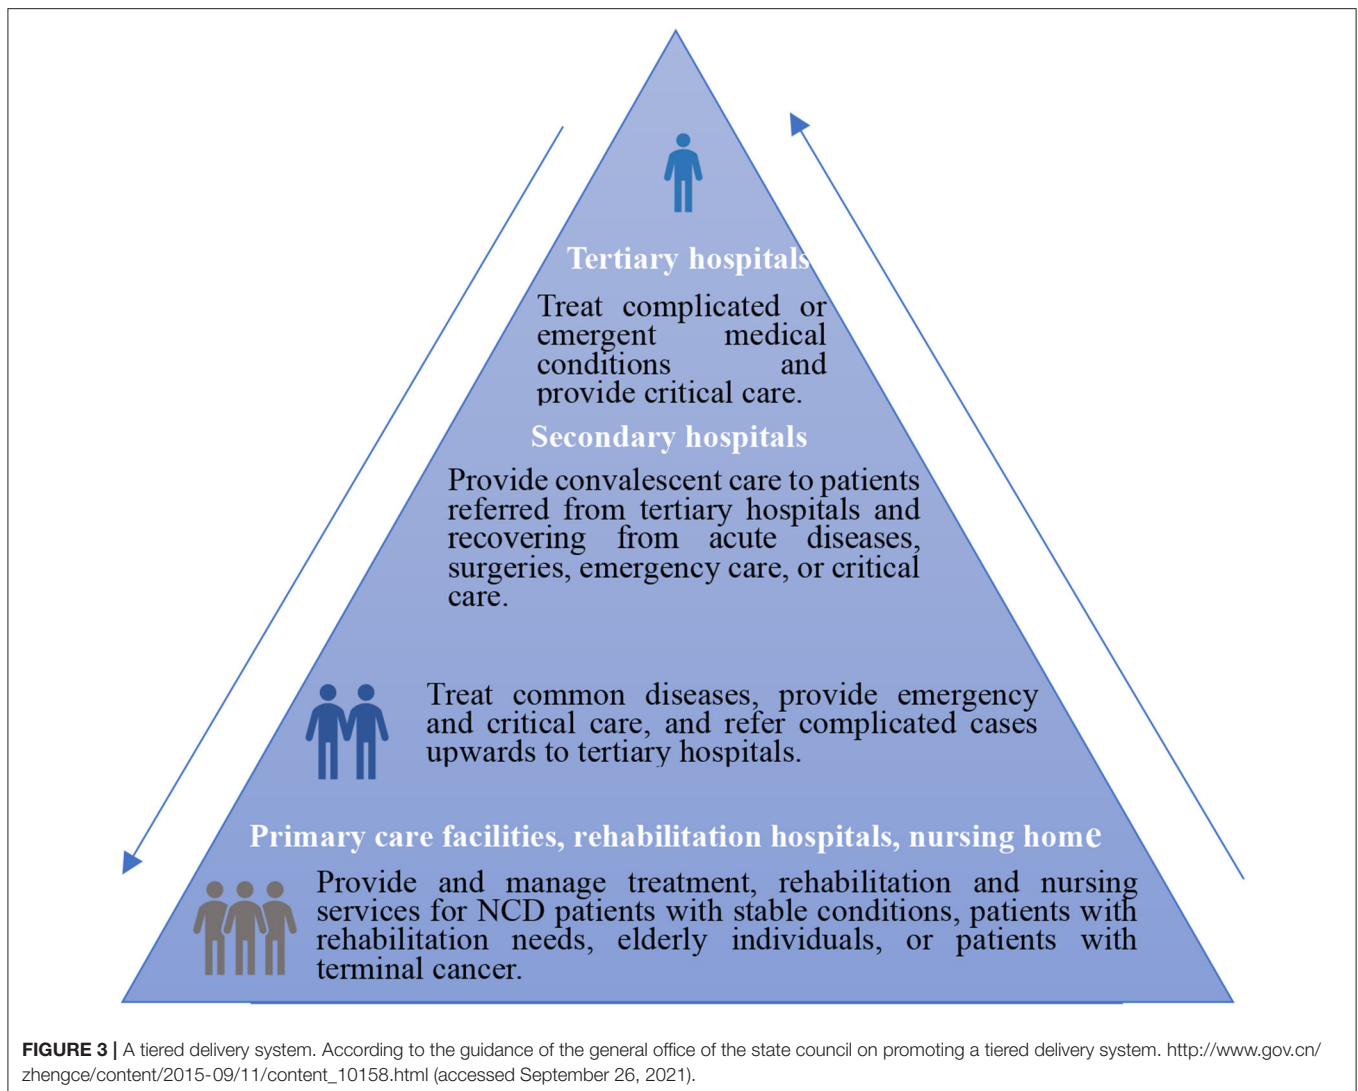 Tertiary hospitals
Treat complicated or
emergent medical
conditions and
provide critical care.
Secondary hospitals
Provide convalescent care to patients
referred from tertiary hospitals and
recovering from acute diseases,
surgeries, emergency care, or critical
care.
Treat common diseases, provide emergency
and critical care, and refer complicated cases
upwards to tertiary hospitals.
Primary care facilities, rehabilitation hospitals, nursing home
Provide and manage treatment, rehabilitation and nursing
services for NCD patients with stable conditions, patients with
rehabilitation needs, elderly individuals, or patients with
terminal cancer.
FIGURE 3 | A tiered delivery system. According to the guidance of the general office of the state council on promoting a tiered delivery system. http://www.gov.cn/
zhengce/content/2015-09/11/content_10158.html (accessed September 26, 2021).